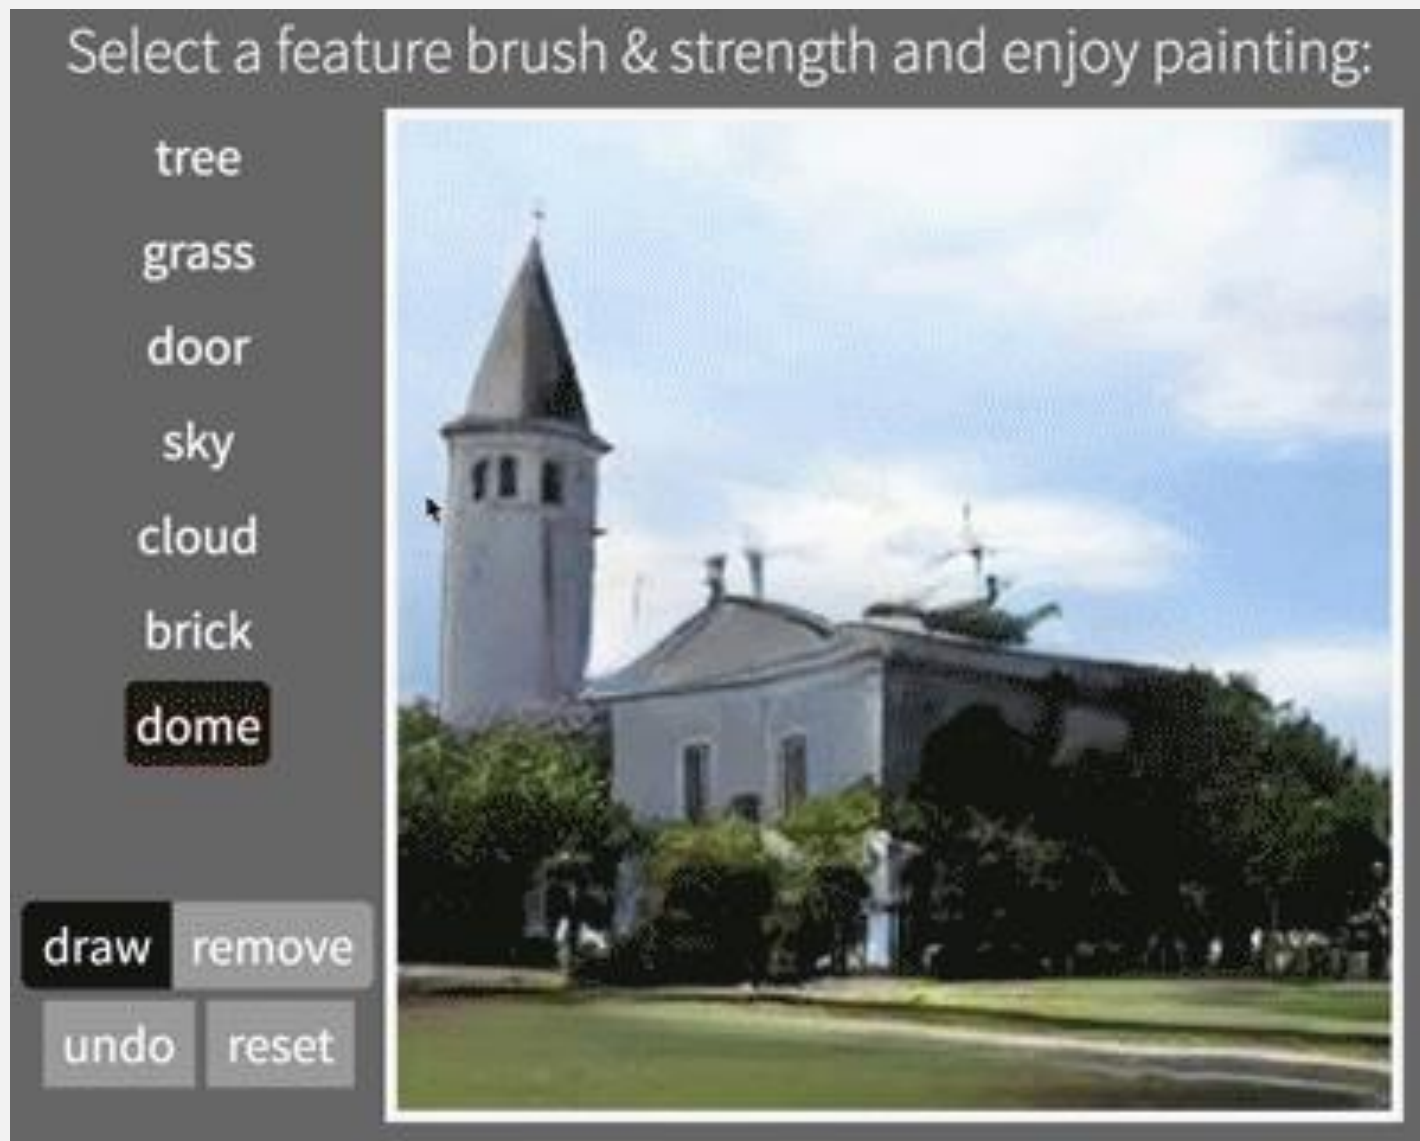 Select a feature brush & strength and enjoy painting:
tree
grass
door
sky
cloud
brick
dome
draw remove
undo reset